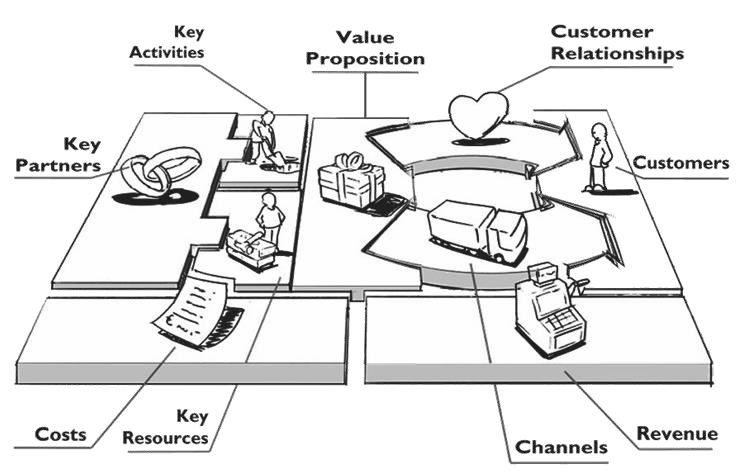 Key
Activities
Value
Proposition
Customer
Relationships
Key
Partners
Customers
Costs
Key
Resources
Channels
Revenue